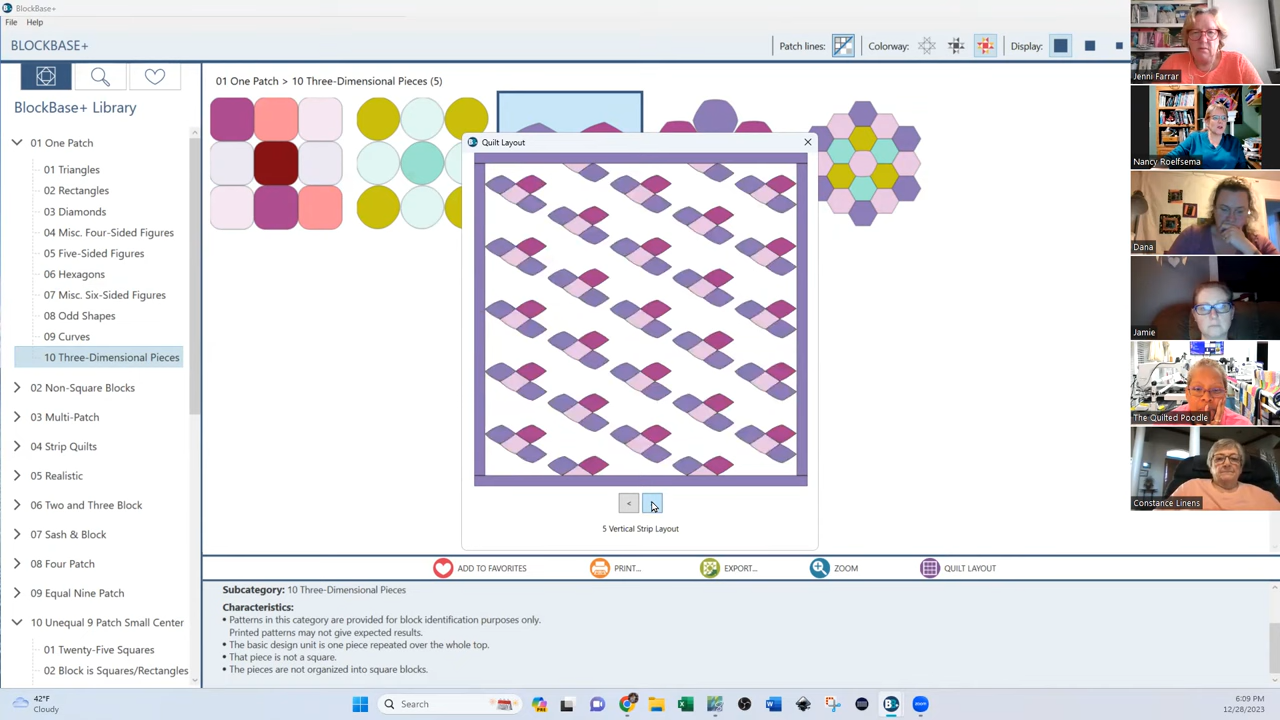 BlockBase+
File Help
BLOCKBASE+
Patch lines:
Colorway:
Display:
BlockBase+ Library
01 One Patch
01 Triangles
02 Rectangles
03 Diamonds
04 Misc. Four-Sided Figures
05 Five-Sided Figures
06 Hexagons
07 Misc. Six-Sided Figures
08 Odd Shapes
09 Curves
10 Three-Dimensional Pieces
02 Non-Square Blocks
03 Multi-Patch
04 Strip Quilts
05 Realistic
06 Two and Three Block
07 Sash & Block
08 Four Patch
09 Equal Nine Patch
10 Unequal 9 Patch Small Center
01 Twenty-Five Squares
02 Block is Squares/Rectangles
01 One Patch > 10 Three-Dimensional Pieces (5)
Quilt Layout
<
5 Vertical Strip Layout
ADD TO FAVORITES
PRINT...
EXPORT...
ZOOM
QUILT LAYOUT
Subcategory: 10 Three-Dimensional Pieces
Characteristics:
• Patterns in this category are provided for block identification purposes only.
Printed patterns may not give expected results.
• The basic design unit is one piece repeated over the whole top.
• That piece is not a square.
• The pieces are not organized into square blocks.
Jenni Farrar
Nancy Roelfsema
Dana
Jamie
The Quilted Poodle
Constance Linens
42°F
Cloudy
Search
6:09 PM
12/28/2023